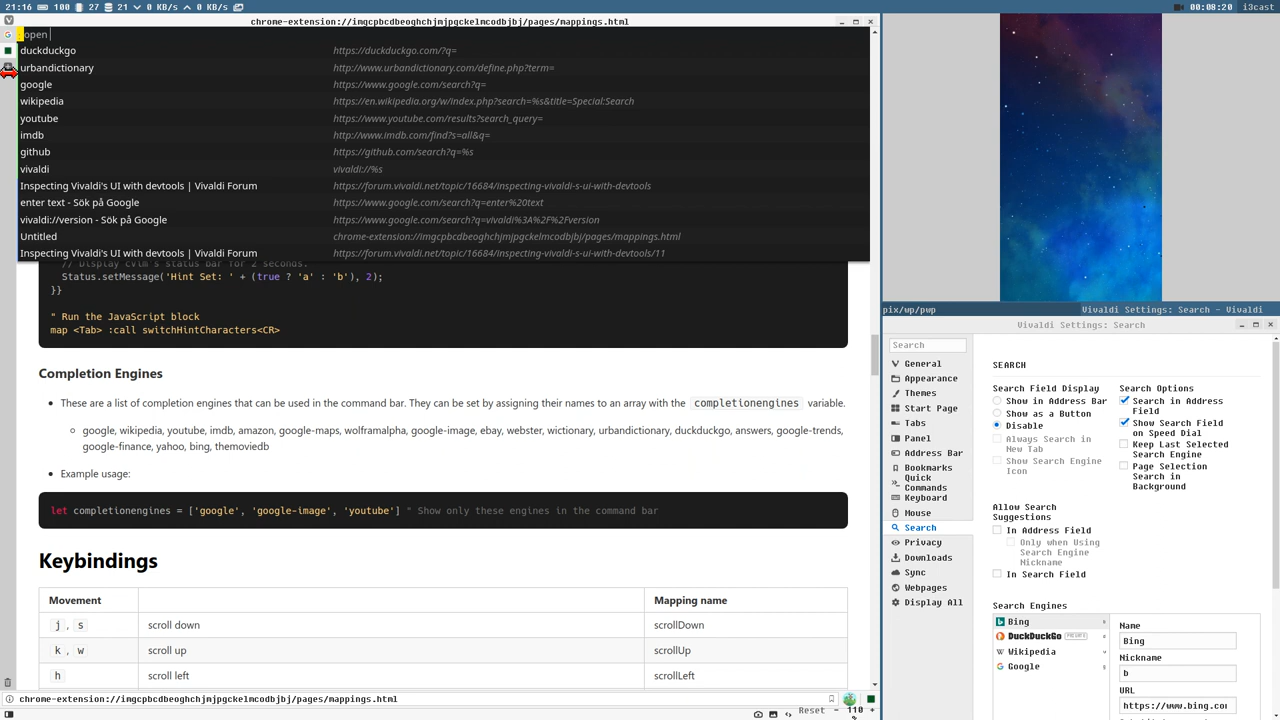 21:16 198 100 27 21 0 KB/s 0 KB/s
00:08:20 i3cast
chrome-extension://imgcpbcdbeoghchjmjpgckelmcodbjbj/pages/mappings.html
:open
duckduckgo https://duckduckgo.com/?q=
urbandictionary http://www.urbandictionary.com/define.php?term=
google https://www.google.com/search?q=
wikipedia https://en.wikipedia.org/w/index.php?search=%s&title=Special:Search
youtube https://www.youtube.com/results?search_query=
imdb http://www.imdb.com/find?s=all&q=
github https://github.com/search?q=%s
vivaldi vivaldi://%s
Inspecting Vivaldi's UI with devtools | Vivaldi Forum https://forum.vivaldi.net/topic/16684/inspecting-vivaldi-s-ui-with-devtools
enter text - Sök på Google https://www.google.com/search?q=enter%20text
vivaldi://version - Sök på Google https://www.google.com/search?q=vivaldi%3A%2F%2Fversion
Untitled chrome-extension://imgcpbcdbeoghchjmjpgckelmcodbjbj/pages/mappings.html
Inspecting Vivaldi's UI with devtools | Vivaldi Forum https://forum.vivaldi.net/topic/16684/inspecting-vivaldi-s-ui-with-devtools/11
// Display cVim's status bar for 2 seconds.
Status.setMessage('Hint Set: ' + (true ? 'a' : 'b'), 2);
}}
" Run the JavaScript block
map <Tab> :call switchHintCharacters<CR>
Completion Engines
These are a list of completion engines that can be used in the command bar. They can be set by assigning their names to an array with the completionengines variable.
google, wikipedia, youtube, imdb, amazon, google-maps, wolframalpha, google-image, ebay, webster, wictionary, urbandictionary, duckduckgo, answers, google-trends,
google-finance, yahoo, bing, themoviedb
Example usage:
let completionengines = ['google', 'google-image', 'youtube'] " Show only these engines in the command bar
Keybindings
Movement Mapping name
j , s scroll down scrollDown
k , w scroll up scrollUp
h scroll left scrollLeft
chrome-extension://imgcpbcdbeoghchjmjpgckelmcodbjbj/pages/mappings.html
Reset - 110 +
pix/wp/pwp Vivaldi Settings: Search - Vivaldi
Vivaldi Settings: Search
Search
General
Appearance
Themes
Start Page
Tabs
Panel
Address Bar
Bookmarks
Quick
Commands
Keyboard
Mouse
Search
Privacy
Downloads
Sync
Webpages
Display All
SEARCH
Search Field Display
Show in Address Bar
Show as a Button
Disable
Always Search in
New Tab
Show Search Engine
Icon
Search Options
Search in Address
Field
Show Search Field
on Speed Dial
Keep Last Selected
Search Engine
Page Selection
Search in
Background
Allow Search
Suggestions
In Address Field
Only when Using
Search Engine
Nickname
In Search Field
Search Engines
Bing
DuckDuckGo
Wikipedia
Google
Name
Bing
Nickname
b
URL
https://www.bing.co